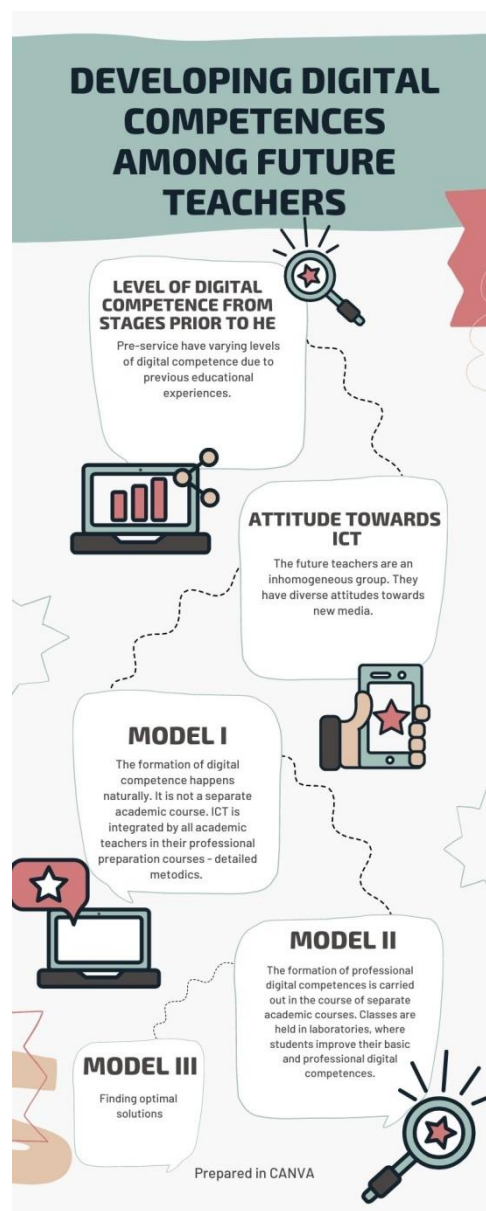 DEVELOPING DIGITAL
COMPETENCES
AMONG FUTURE
TEACHERS
LEVEL OF DIGITAL
COMPETENCE FROM
STAGES PRIOR TO HE
Pre-service have varying levels
of digital competence due to
previous educational
experiences.
ATTITUDE TOWARDS
ICT
The future teachers are an
inhomogeneous group. They
have diverse attitudes towards
new media.
MODEL I
The formation of digital
competence happens
naturally. It is not a separate
academic course. ICT is
integrated by all academic
teachers in their professional
preparation courses - detailed
metodics.
MODEL II
The formation of professional
digital competences is carried
out in the course of separate
academic courses. Classes are
held in laboratories, where
students improve their basic
and professional digital
competences.
MODEL III
Finding optimal
solutions
Prepared in CANVA